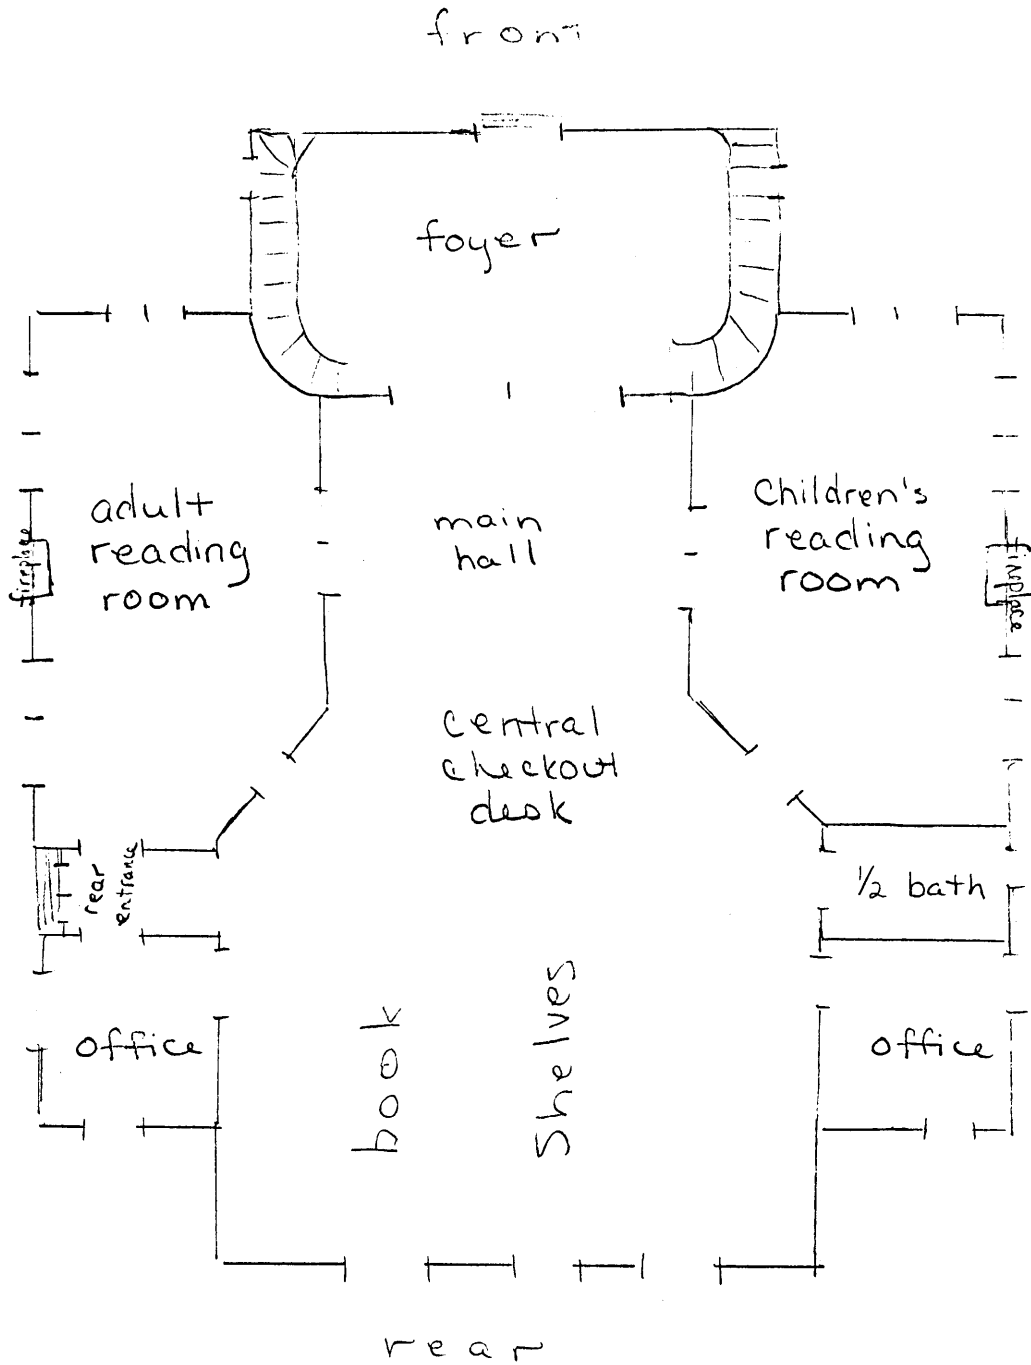 front
foyer
adult
reading
room
main
hall
Children's
reading
room
fireplace
fireplace
central
checkout
desk
rear
entrance
1/2 bath
office
book
Shelves
office
rear